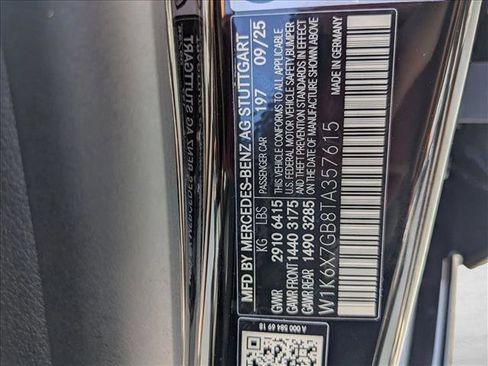 MFD BY MERCEDES-BENZ AG STUTTGART
PASSENGER CAR 197 09/25
KG LBS
GVWR 2910 6415
GAWR FRONT 1440 3175
GAWR REAR 1490 3285
THIS VEHICLE CONFORMS TO ALL APPLICABLE
U.S. FEDERAL MOTOR VEHICLE SAFETY, BUMPER
AND THEFT PREVENTION STANDARDS IN EFFECT
ON THE DATE OF MANUFACTURE SHOWN ABOVE
MADE IN GERMANY
W1K6X7GB8TA357615
A 000 584 69 18